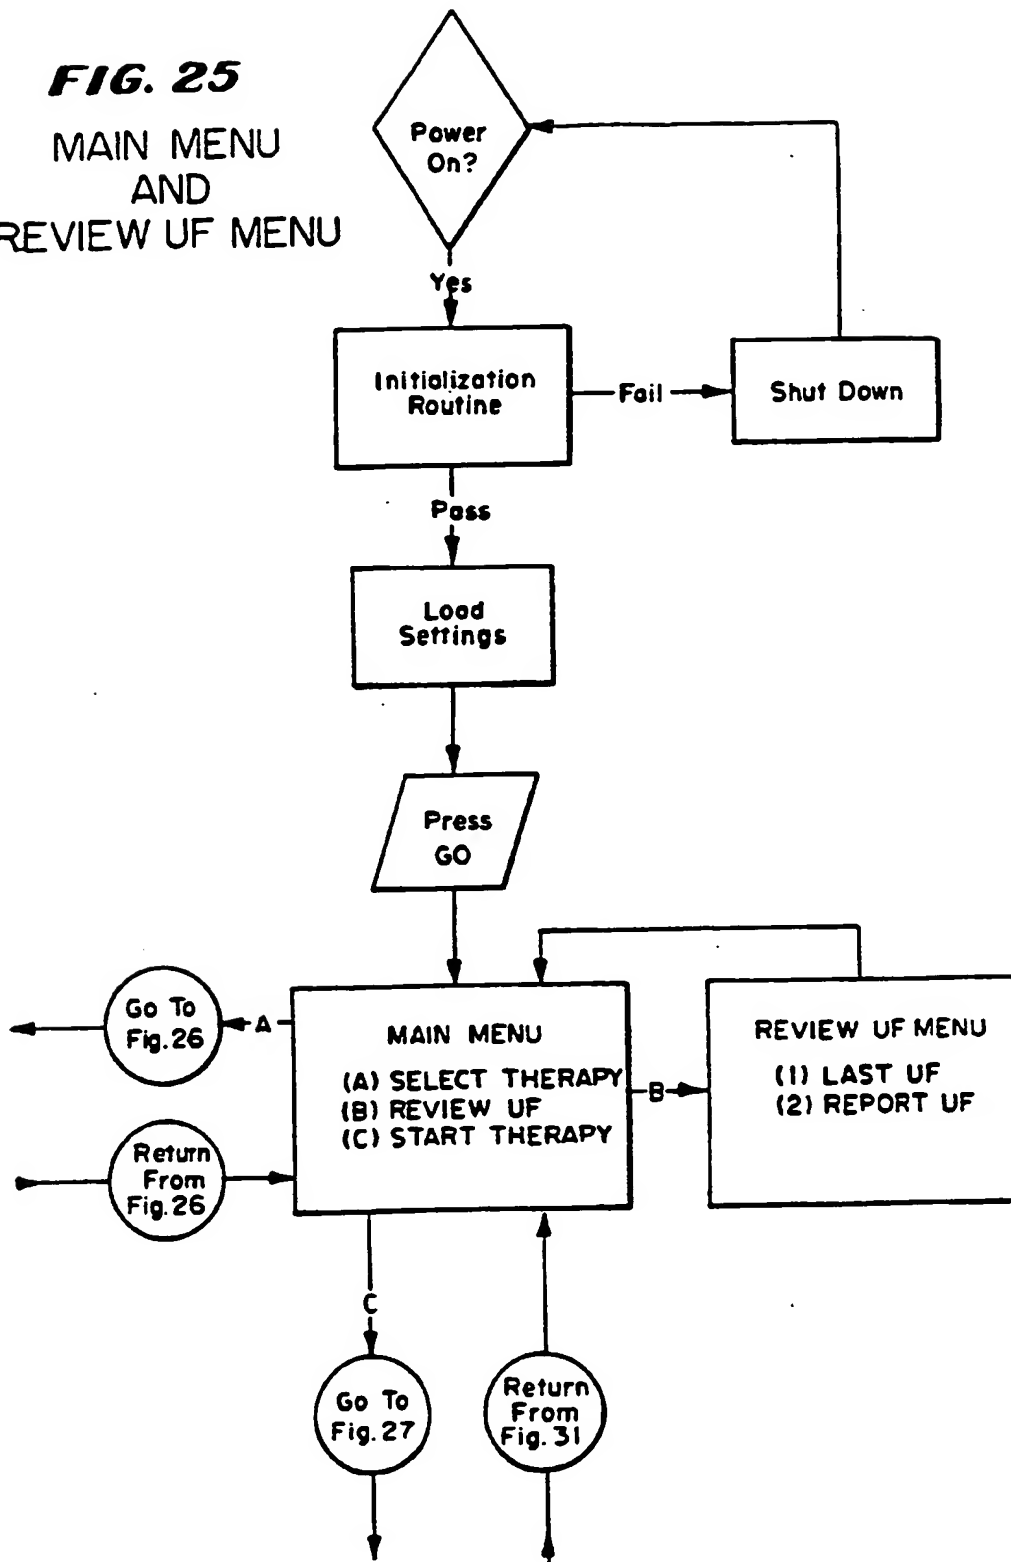 FIG. 25
MAIN MENU
AND
REVIEW UF MENU
Power
On?
Yes
Initialization
Routine
Fail
Shut Down
Pass
Load
Settings
Press
GO
Go To
Fig. 26
A
MAIN MENU
(A) SELECT THERAPY
(B) REVIEW UF
(C) START THERAPY
B
REVIEW UF MENU
(1) LAST UF
(2) REPORT UF
Return
From
Fig. 26
C
Go To
Fig. 27
Return
From
Fig. 31